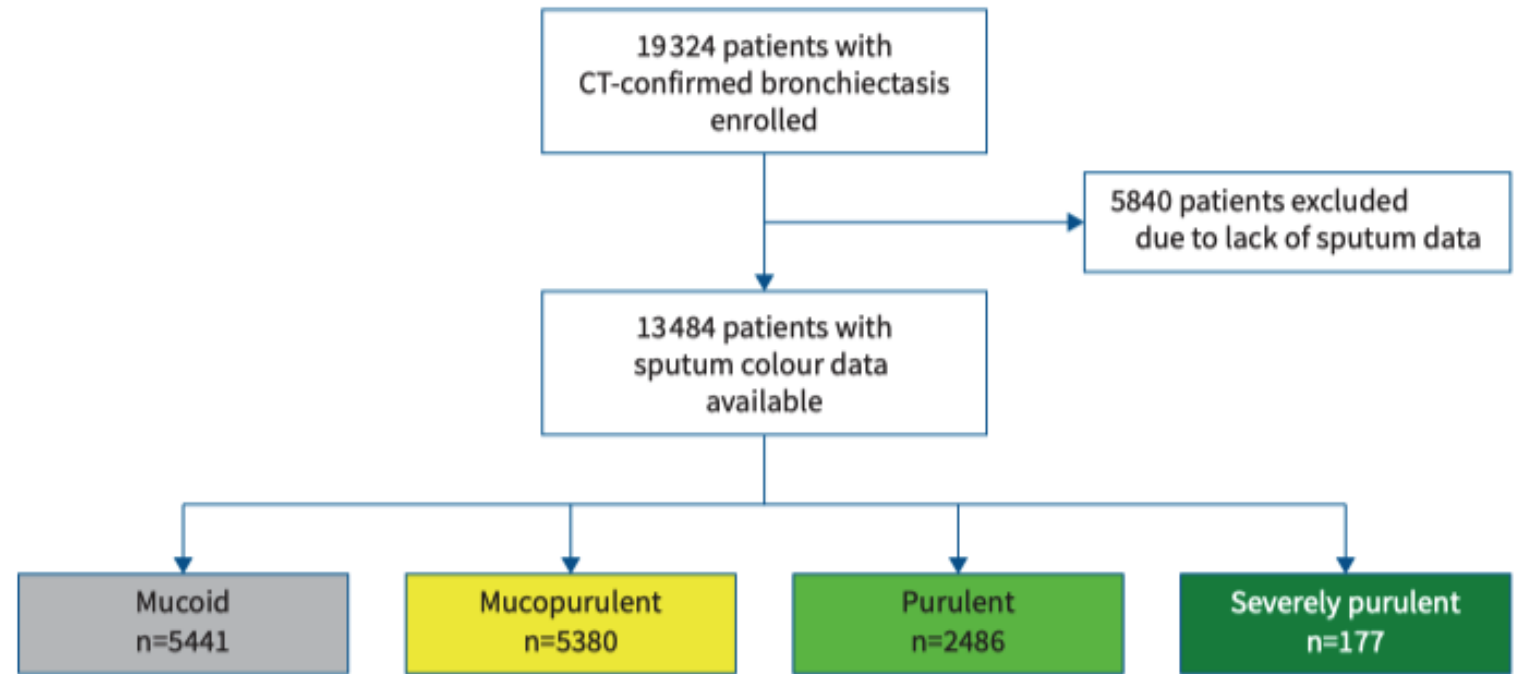 19324 patients with
CT-confirmed bronchiectasis
enrolled
5840 patients excluded
due to lack of sputum data
13484 patients with
sputum colour data
available
Mucoid
n=5441
Mucopurulent
n=5380
Purulent
n=2486
Severely purulent
n=177